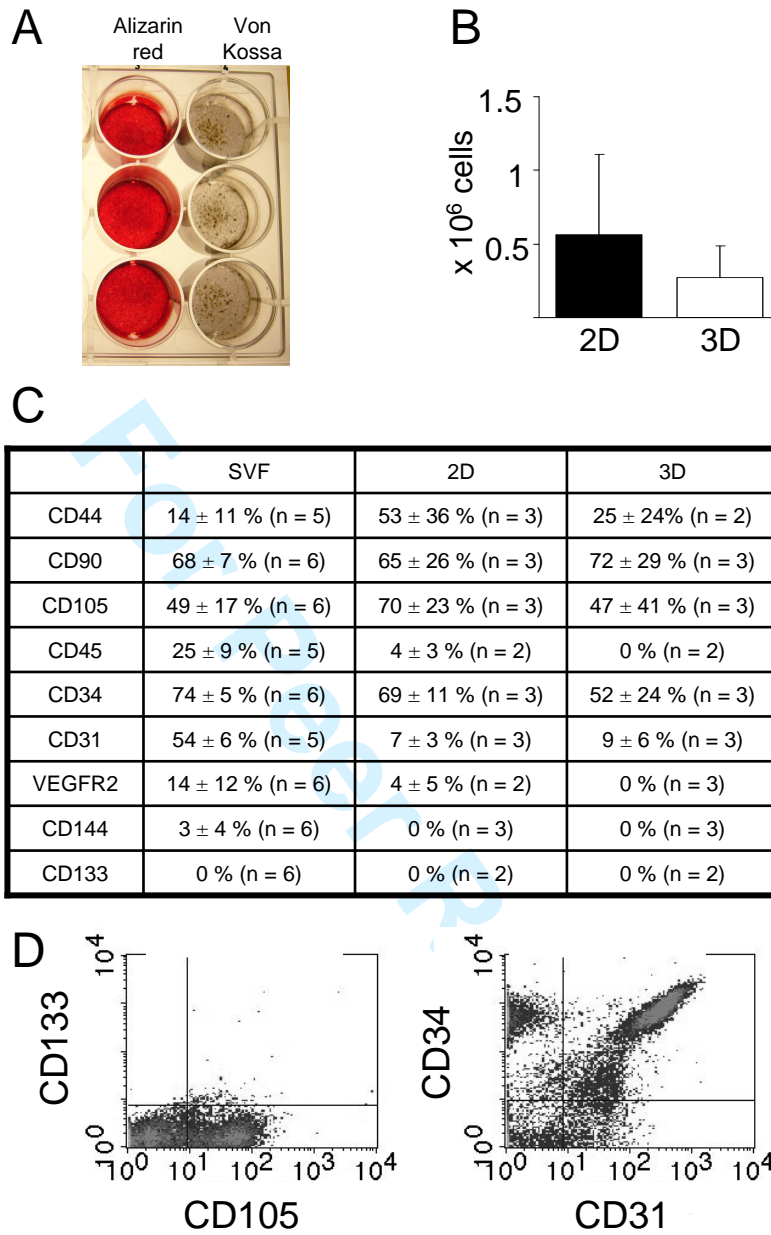 A
Alizarin red
Von Kossa
3
4
B
1.5
1
0.5
x 10⁶ cells
2D
3D
C
SVF 2D 3D
CD44 14 ± 11 % (n = 5) 53 ± 36 % (n = 3) 25 ± 24% (n = 2)
CD90 68 ± 7 % (n = 6) 65 ± 26 % (n = 3) 72 ± 29 % (n = 3)
CD105 49 ± 17 % (n = 6) 70 ± 23 % (n = 3) 47 ± 41 % (n = 3)
CD45 25 ± 9 % (n = 5) 4 ± 3 % (n = 2) 0 % (n = 2)
CD34 74 ± 5 % (n = 6) 69 ± 11 % (n = 3) 52 ± 24 % (n = 3)
CD31 54 ± 6 % (n = 5) 7 ± 3 % (n = 3) 9 ± 6 % (n = 3)
VEGFR2 14 ± 12 % (n = 6) 4 ± 5 % (n = 2) 0 % (n = 3)
CD144 3 ± 4 % (n = 6) 0 % (n = 3) 0 % (n = 3)
CD133 0 % (n = 6) 0 % (n = 2) 0 % (n = 2)
For Peer R
D
10⁴
CD133
10⁰
10⁰ 10¹ 10² 10³ 10⁴
CD105
10⁴
CD34
10⁰
10⁰ 10¹ 10² 10³ 10⁴
CD31